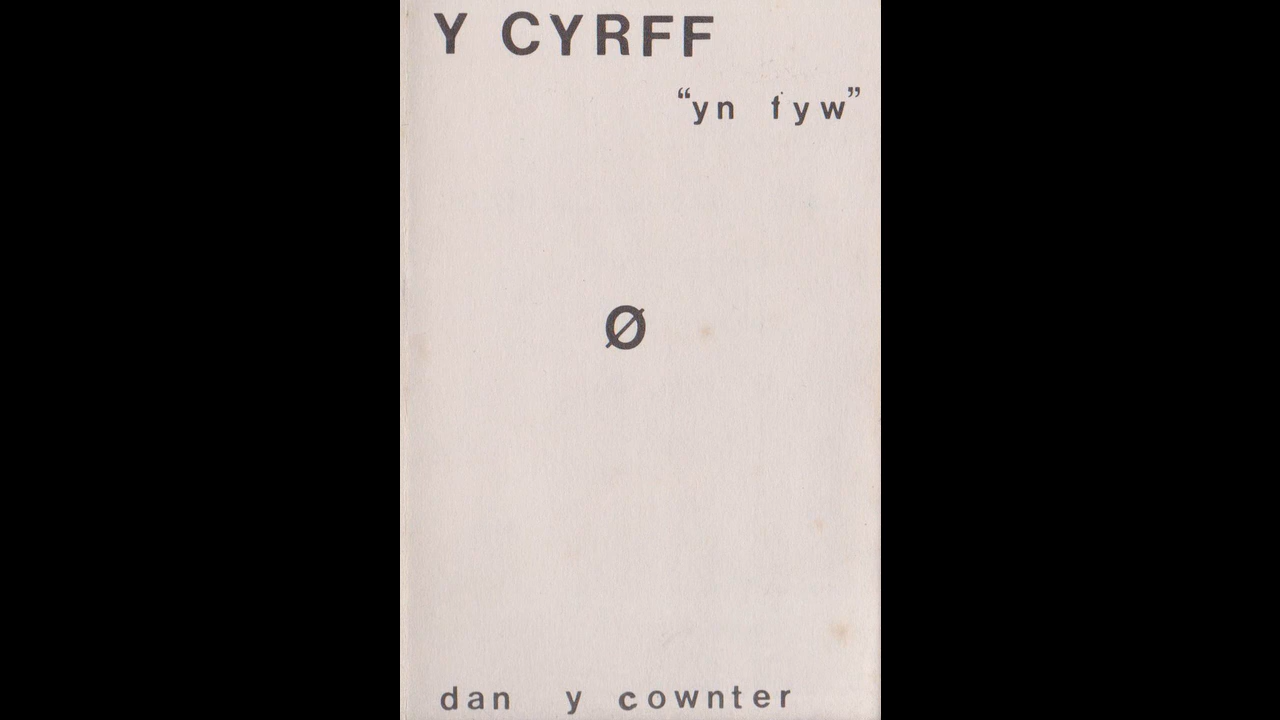 Y CYRFF
“yn fyw”
Ø
dan y cownter